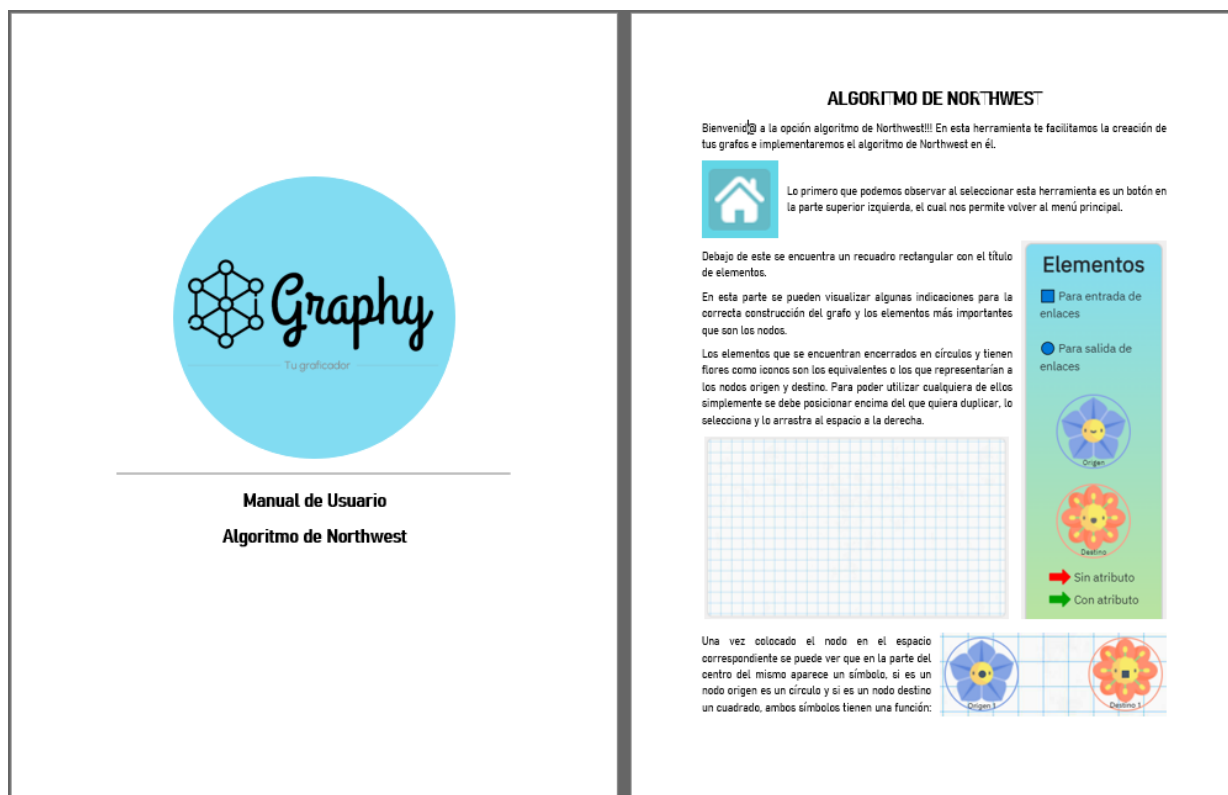 Graphy
Tu graficador
Manual de Usuario
Algoritmo de Northwest
ALGORITMO DE NORTHWEST
Bienvenid@ a la opción algoritmo de Northwest!!! En esta herramienta te facilitamos la creación de
tus grafos e implementaremos el algoritmo de Northwest en él.
Lo primero que podemos observar al seleccionar esta herramienta es un botón en
la parte superior izquierda, el cual nos permite volver al menú principal.
Debajo de este se encuentra un recuadro rectangular con el título
de elementos.
En esta parte se pueden visualizar algunas indicaciones para la
correcta construcción del grafo y los elementos más importantes
que son los nodos.
Los elementos que se encuentran encerrados en círculos y tienen
flores como iconos son los equivalentes o los que representarían a
los nodos origen y destino. Para poder utilizar cualquiera de ellos
simplemente se debe posicionar encima del que quiera duplicar, lo
selecciona y lo arrastra al espacio a la derecha.
Elementos
Para entrada de
enlaces
Para salida de
enlaces
Origen
Destino
Sin atributo
Con atributo
Una vez colocado el nodo en el espacio
correspondiente se puede ver que en la parte del
centro del mismo aparece un símbolo, si es un
nodo origen es un círculo y si es un nodo destino
un cuadrado, ambos símbolos tienen una función:
Origen 1
Destino 1